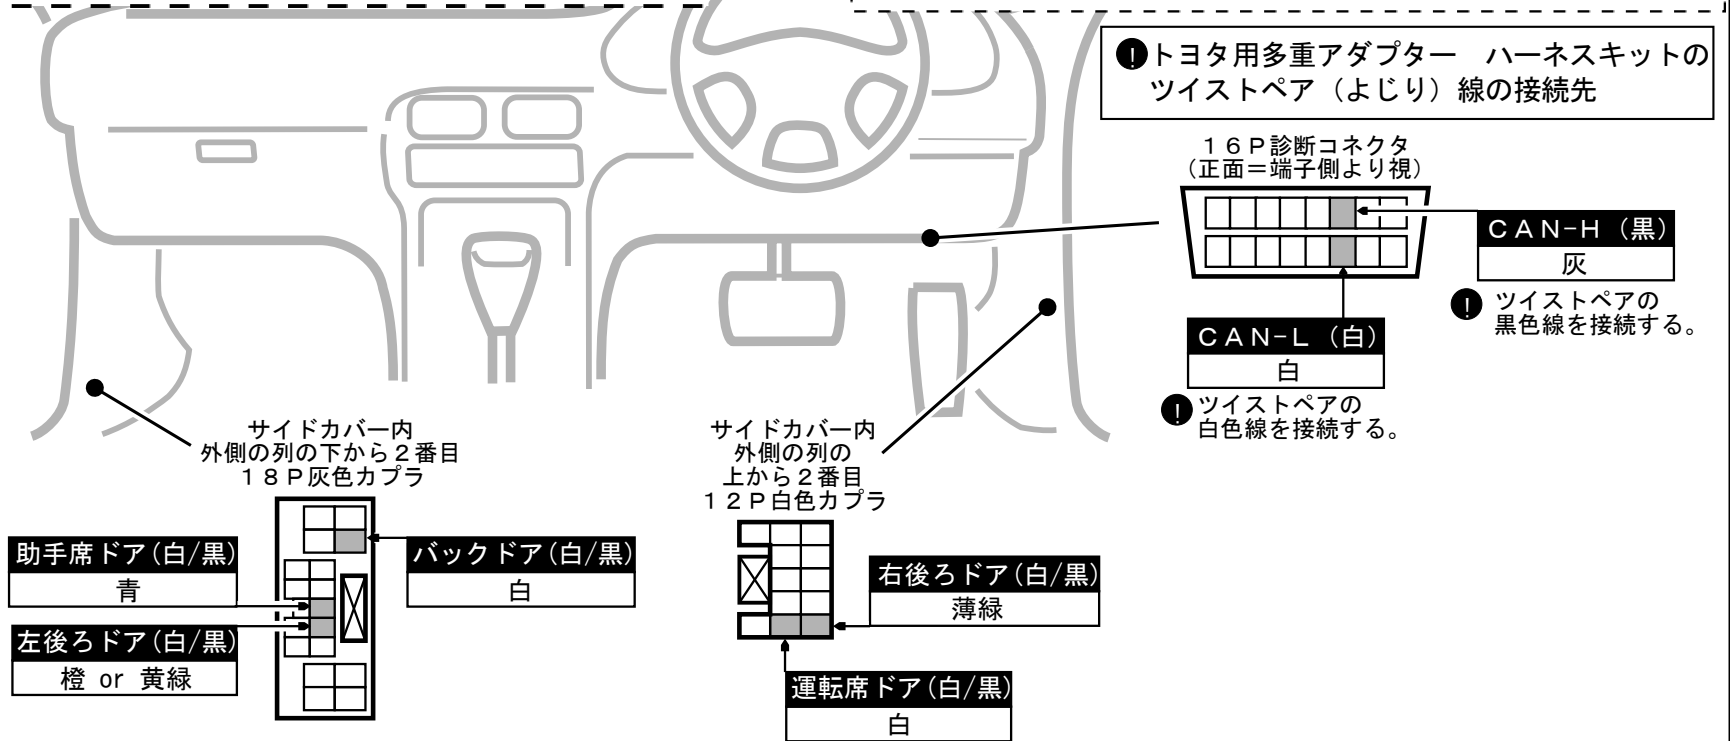 ！トヨタ用多重アダプター　ハーネスキットの
ツイストペア（よじり）線の接続先
１６Ｐ診断コネクタ
(正面＝端子側より視)
ＣＡＮ−Ｈ（黒）
灰
！ツイストペアの
黒色線を接続する。
ＣＡＮ−Ｌ（白）
白
！ツイストペアの
白色線を接続する。
サイドカバー内
外側の列の下から２番目
１８Ｐ灰色カプラ
サイドカバー内
外側の列の
上から２番目
１２Ｐ白色カプラ
助手席ドア(白/黒)
青
左後ろドア(白/黒)
橙 or 黄緑
バックドア(白/黒)
白
右後ろドア(白/黒)
薄緑
運転席ドア(白/黒)
白